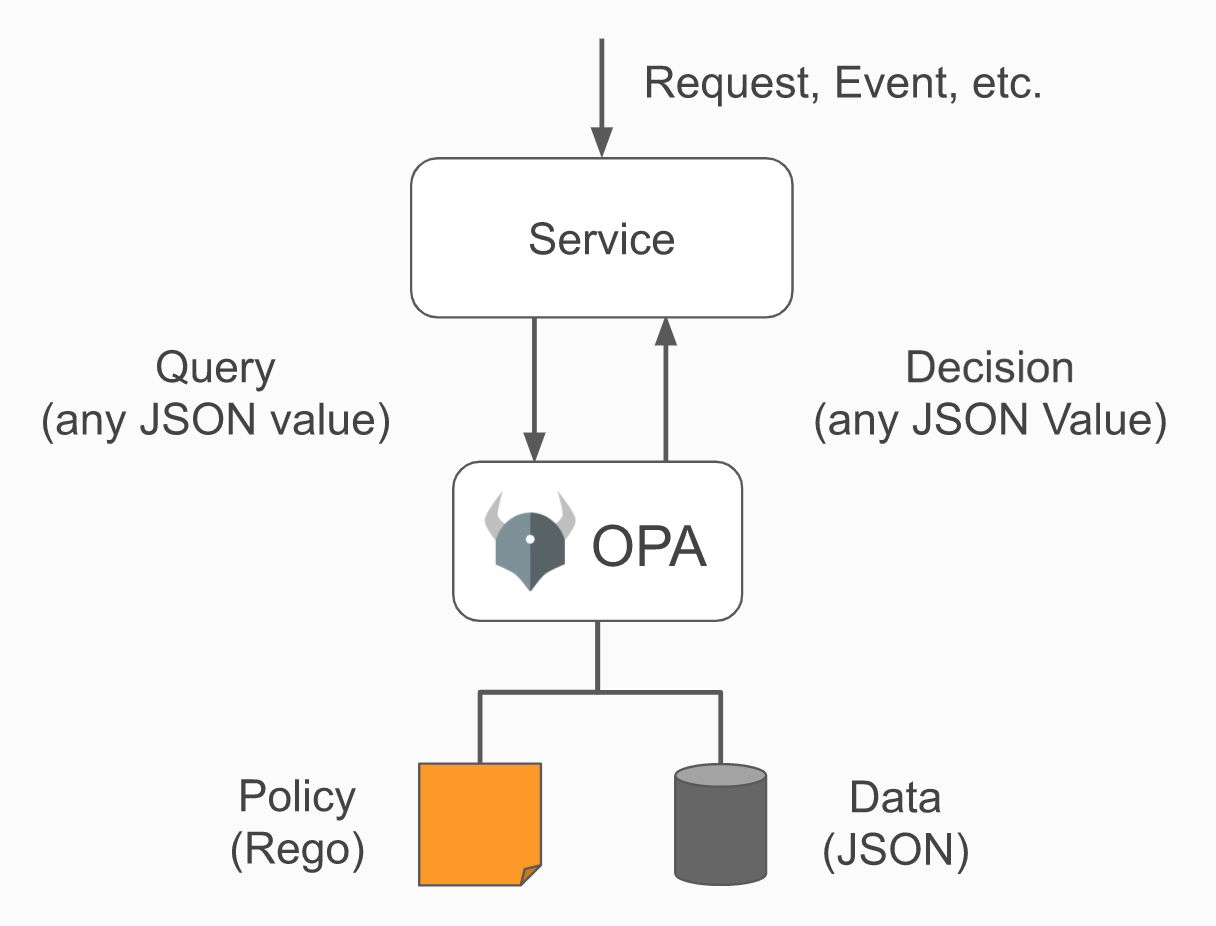 Request, Event, etc.
Service
Query
(any JSON value)
Decision
(any JSON Value)
OPA
Policy
(Rego)
Data
(JSON)